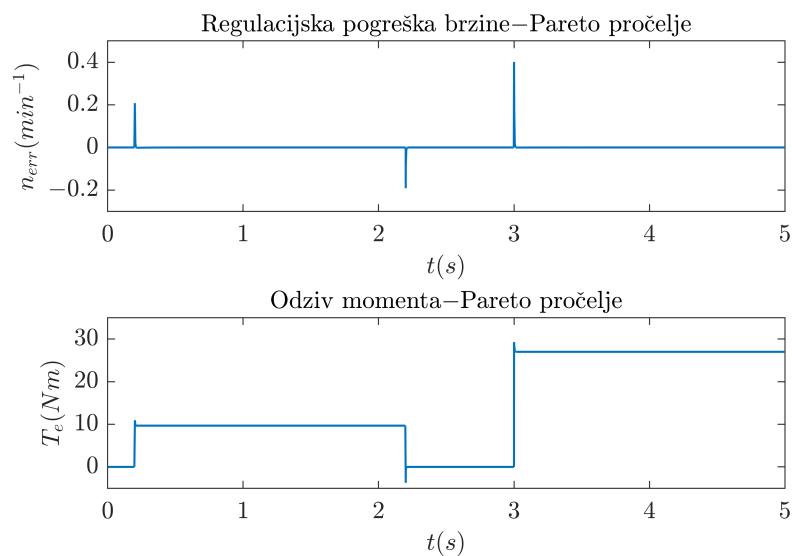 Regulacijska pogreška brzine−Pareto pročelje
n_err(min^−1)
0.4
0.2
0
−0.2
0 1 2 3 4 5
t(s)
Odziv momenta−Pareto pročelje
T_e(Nm)
30
20
10
0
0 1 2 3 4 5
t(s)